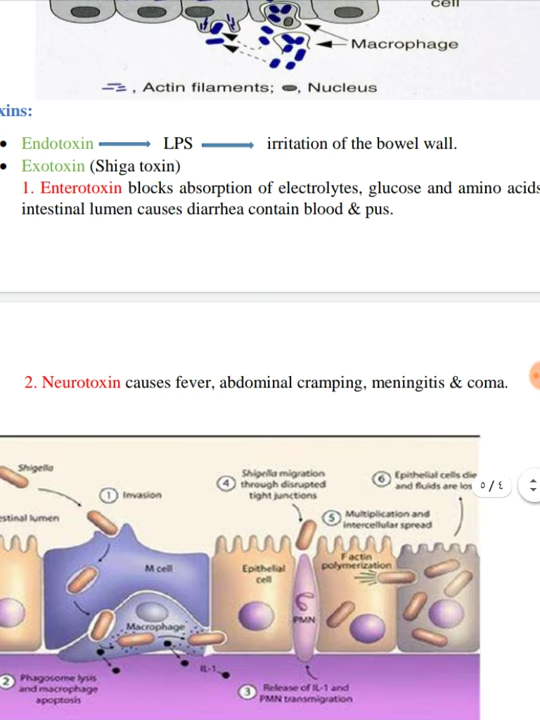 cell
Macrophage
, Actin filaments; , Nucleus
xins:
• Endotoxin LPS irritation of the bowel wall.
• Exotoxin (Shiga toxin)
1. Enterotoxin blocks absorption of electrolytes, glucose and amino acids
intestinal lumen causes diarrhea contain blood & pus.
2. Neurotoxin causes fever, abdominal cramping, meningitis & coma.
Shigella
1 Invasion
estinal lumen
4 Shigella migration
through disrupted
tight junctions
6 Epithelial cells die
and fluids are los
٥ / ٤
5 Multiplication and
intercellular spread
M cell
Epithelial
cell
F actin
polymerization
PMN
Macrophage
IL-1
2 Phagosome lysis
and macrophage
apoptosis
3 Release of IL-1 and
PMN transmigration